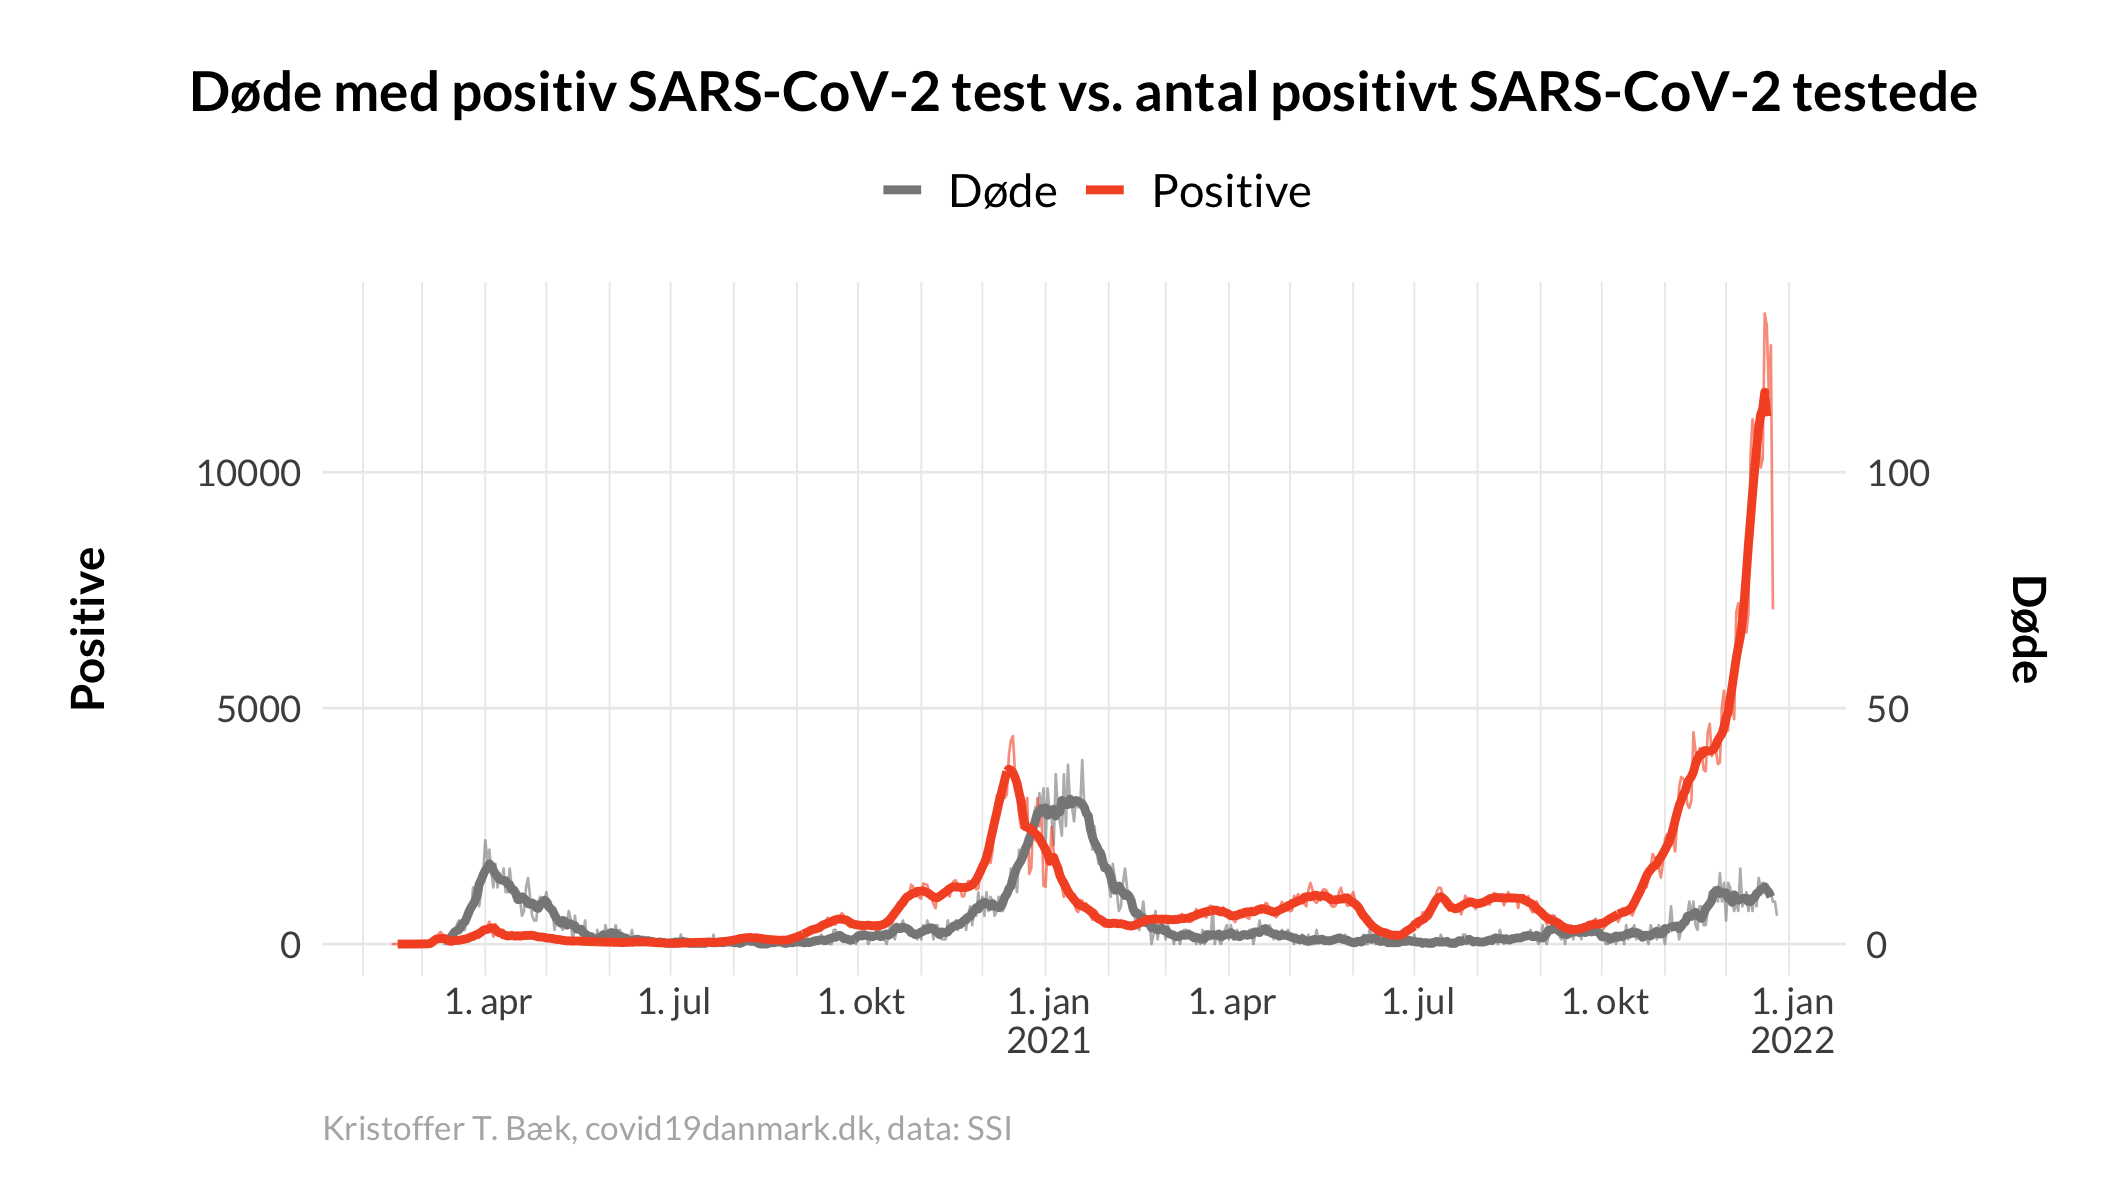 Døde med positiv SARS-CoV-2 test vs. antal positivt SARS-CoV-2 testede
Døde Positive
10000 100
5000 50
0 0
Positive
Døde
1. apr 1. jul 1. okt 1. jan 1. apr 1. jul 1. okt 1. jan
2021 2022
Kristoffer T. Bæk, covid19danmark.dk, data: SSI